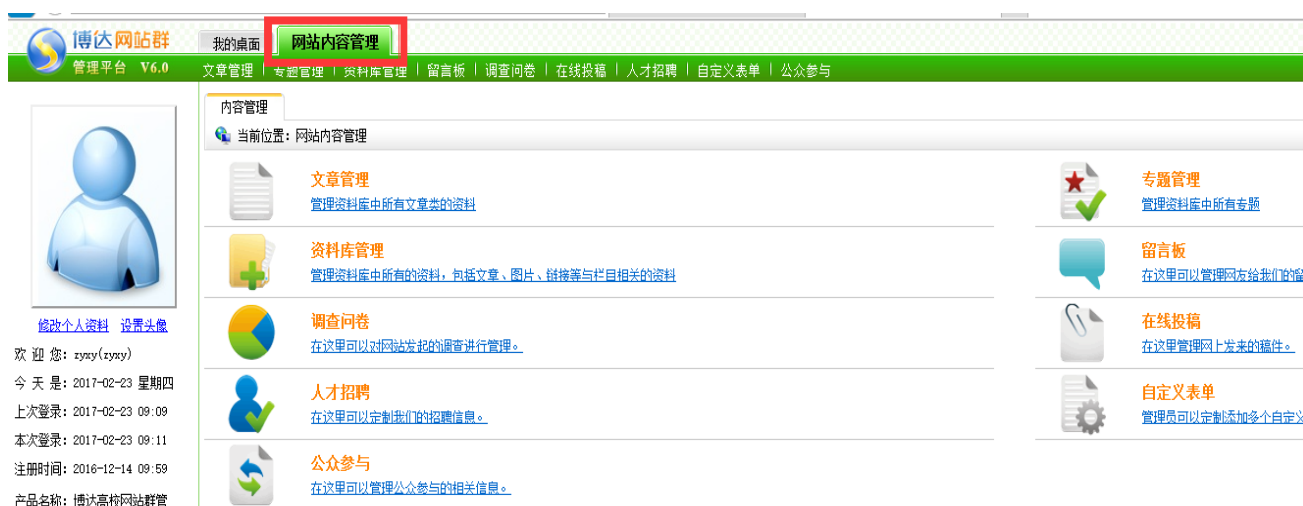 博达网站群
管理平台 V6.0
我的桌面
网站内容管理
文章管理 | 专题管理 | 资料库管理 | 留言板 | 调查问卷 | 在线投稿 | 人才招聘 | 自定义表单 | 公众参与
内容管理
当前位置：网站内容管理
文章管理
管理资料库中所有文章类的资料
专题管理
管理资料库中所有专题
资料库管理
管理资料库中所有的资料，包括文章、图片、链接等与栏目相关的资料
留言板
在这里可以管理网友给我们的留
调查问卷
在这里可以对网站发起的调查进行管理。
在线投稿
在这里管理网上发来的稿件。
人才招聘
在这里可以定制我们的招聘信息。
自定义表单
管理员可以定制添加多个自定义
公众参与
在这里可以管理公众参与的相关信息。
修改个人资料 设置头像
欢 迎 您：zyxy(zyxy)
今 天 是：2017-02-23 星期四
上次登录：2017-02-23 09:09
本次登录：2017-02-23 09:11
注册时间：2016-12-14 09:59
产品名称：博达高校网站群管